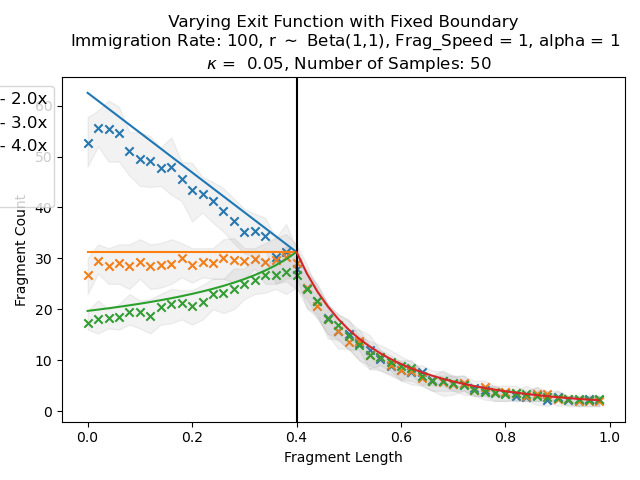 Varying Exit Function with Fixed Boundary
Immigration Rate: 100, r ~ Beta(1,1), Frag_Speed = 1, alpha = 1
κ = 0.05, Number of Samples: 50
- 2.0x
- 3.0x
- 4.0x
60
50
40
30
20
10
0
Fragment Count
0.0 0.2 0.4 0.6 0.8 1.0
Fragment Length